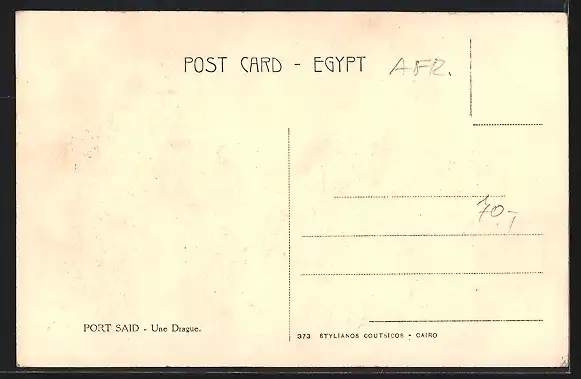 POST CARD - EGYPT
AFR.
70,-
PORT SAID - Une Drague.
373 STYLIANOS COUTSICOS - CAIRO